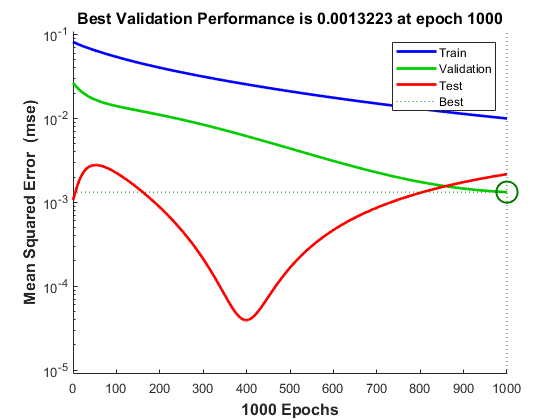 Best Validation Performance is 0.0013223 at epoch 1000
10^-1
10^-2
10^-3
10^-4
10^-5
Mean Squared Error (mse)
Train
Validation
Test
Best
0 100 200 300 400 500 600 700 800 900 1000
1000 Epochs